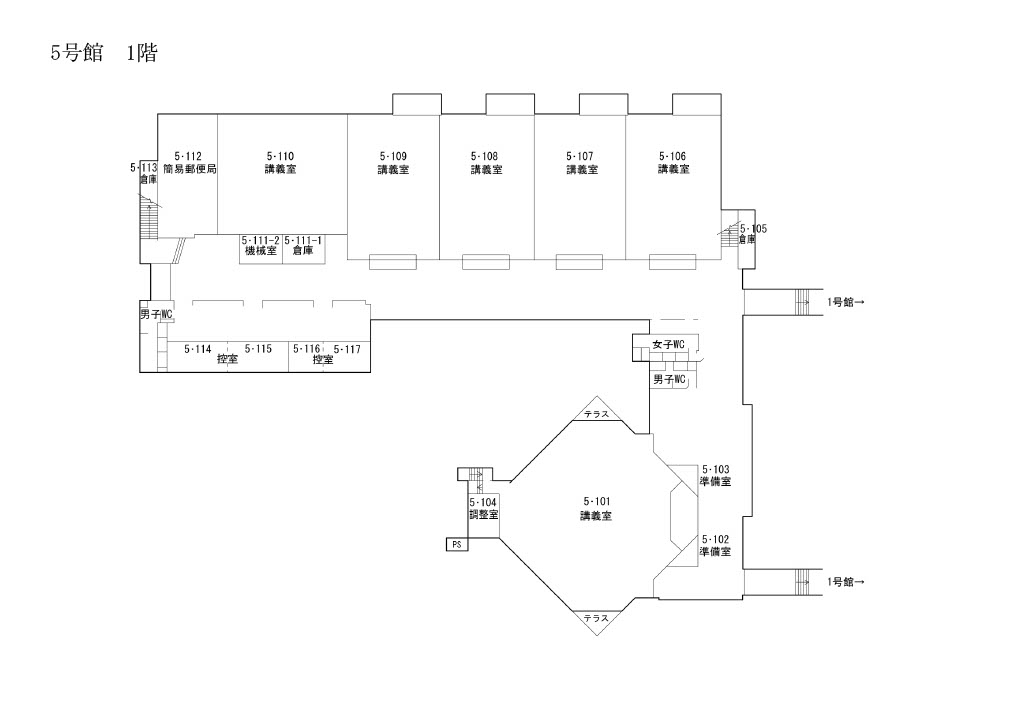 5号館　1階
5-112
簡易郵便局
5-110
講義室
5-109
講義室
5-108
講義室
5-107
講義室
5-106
講義室
5-113
倉庫
5-105
倉庫
5-111-2
機械室
5-111-1
倉庫
1号館→
男子WC
女子WC
5-114
5-115
控室
5-116
5-117
控室
男子WC
テラス
5-103
準備室
5-104
調整室
5-101
講義室
PS
5-102
準備室
1号館→
テラス